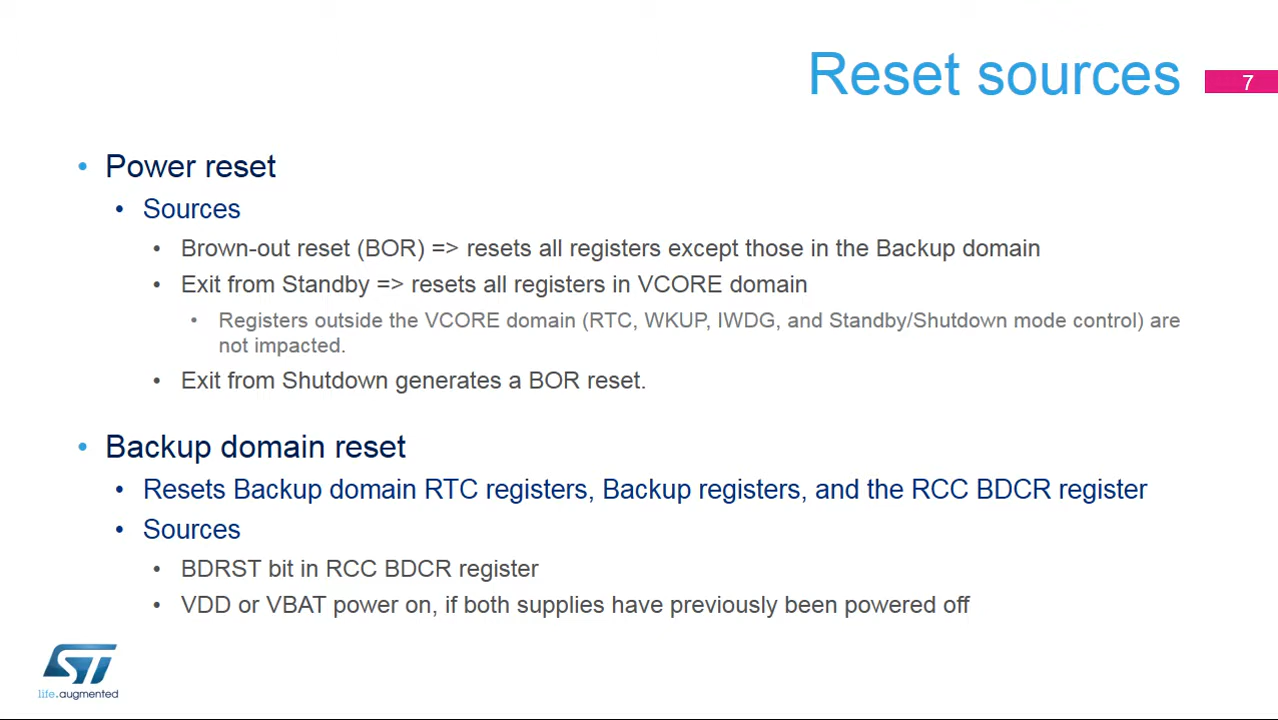 Reset sources
7
• Power reset
• Sources
• Brown-out reset (BOR) => resets all registers except those in the Backup domain
• Exit from Standby => resets all registers in VCORE domain
• Registers outside the VCORE domain (RTC, WKUP, IWDG, and Standby/Shutdown mode control) are
not impacted.
• Exit from Shutdown generates a BOR reset.
• Backup domain reset
• Resets Backup domain RTC registers, Backup registers, and the RCC BDCR register
• Sources
• BDRST bit in RCC BDCR register
• VDD or VBAT power on, if both supplies have previously been powered off
ST
life.augmented